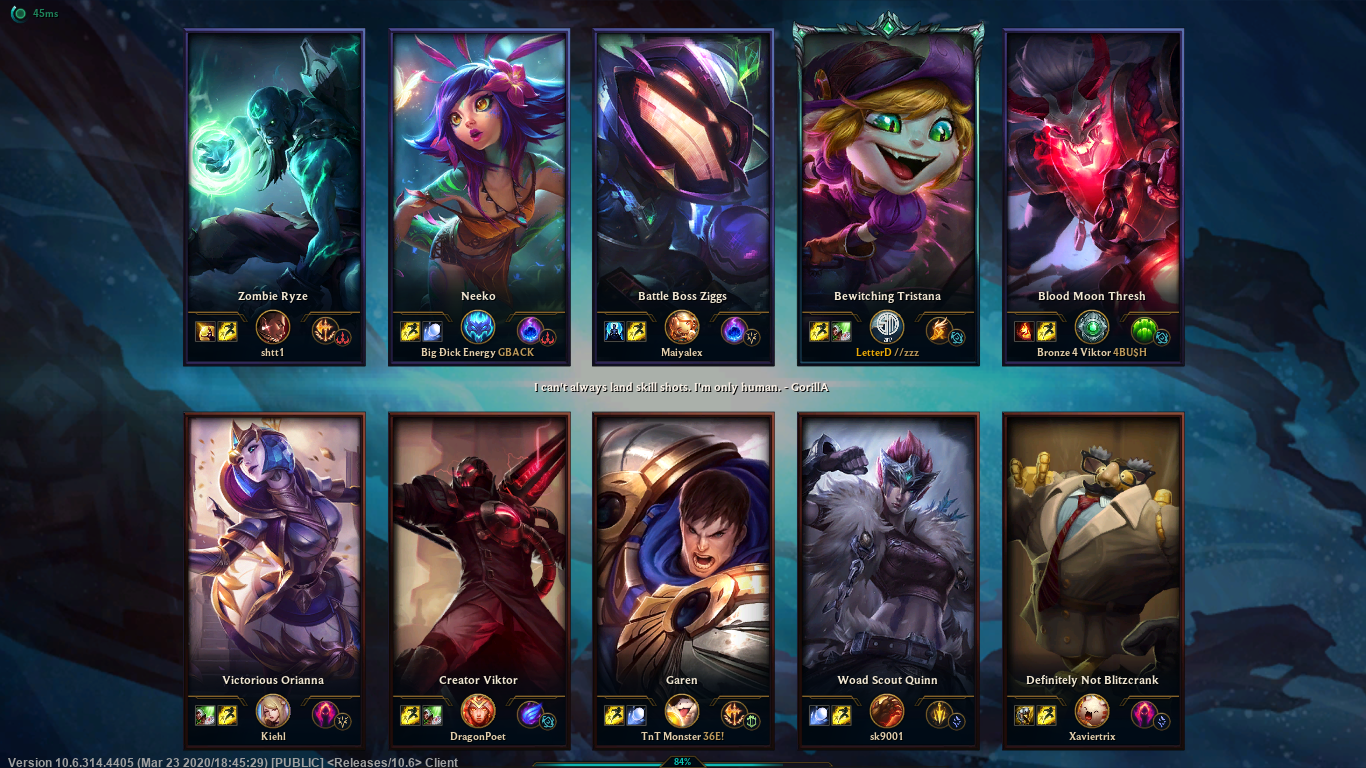 45ms
Zombie Ryze
shtt1
Neeko
Big Đick Energy GBACK
Battle Boss Ziggs
Maiyalex
Bewitching Tristana
LetterD //zzz
Blood Moon Thresh
Bronze 4 Viktor 4BU$H
I can't always land skill shots. I'm only human. - GorillA
Victorious Orianna
Kiehl
Creator Viktor
DragonPoet
Garen
TnT Monster 36E!
Woad Scout Quinn
sk9001
Definitely Not Blitzcrank
Xaviertrix
Version 10.6.314.4405 (Mar 23 2020/18:45:29) [PUBLIC] <Releases/10.6> Client
84%